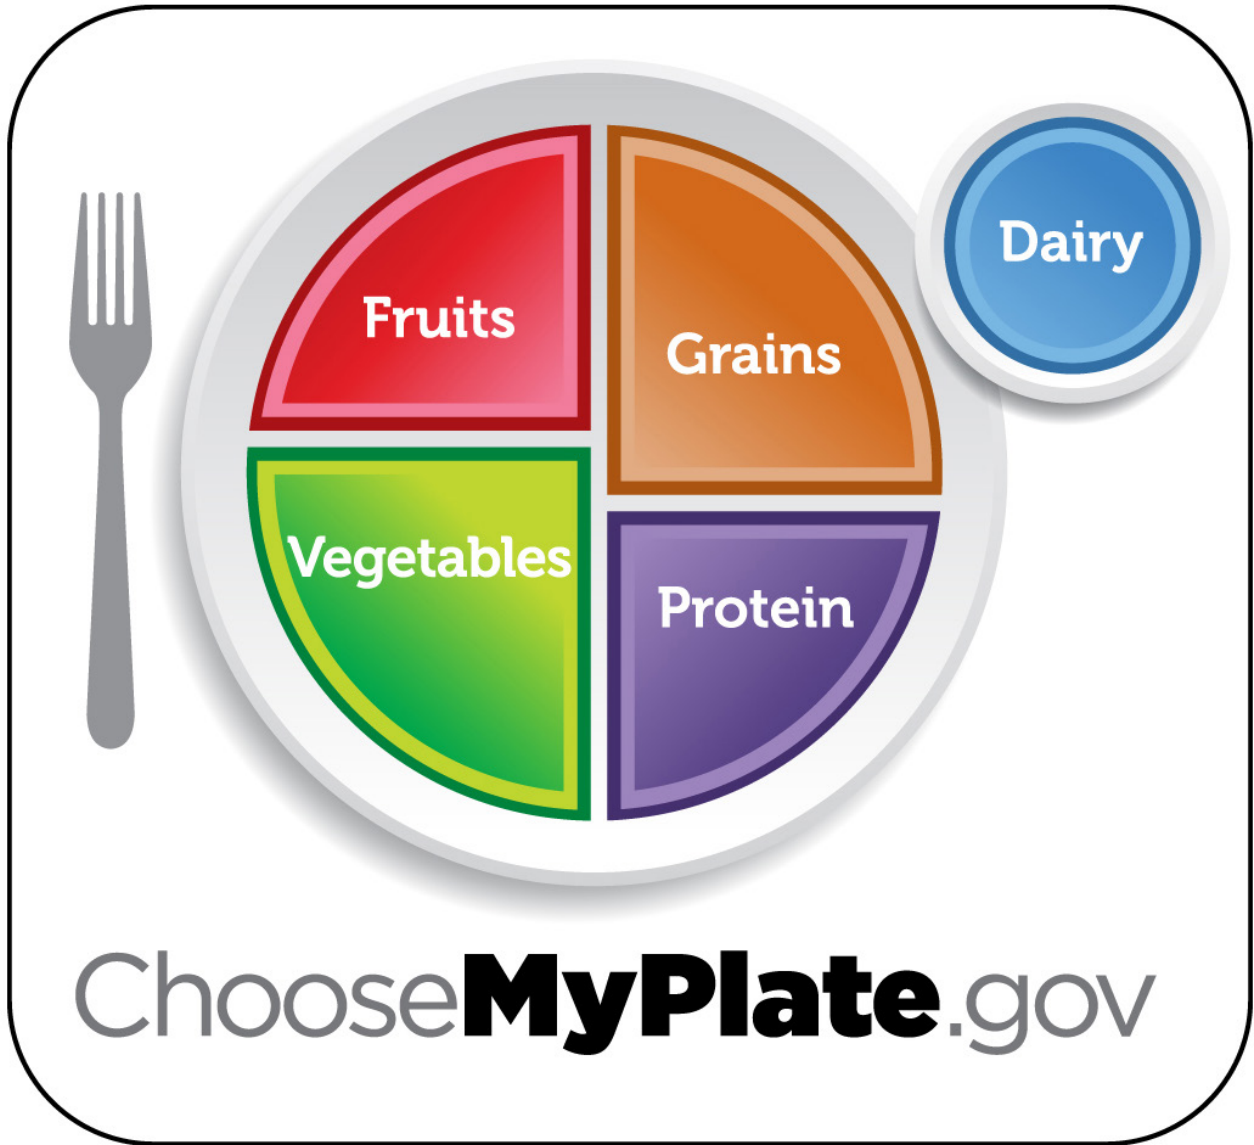 Dairy
Fruits
Grains
Vegetables
Protein
ChooseMyPlate.gov